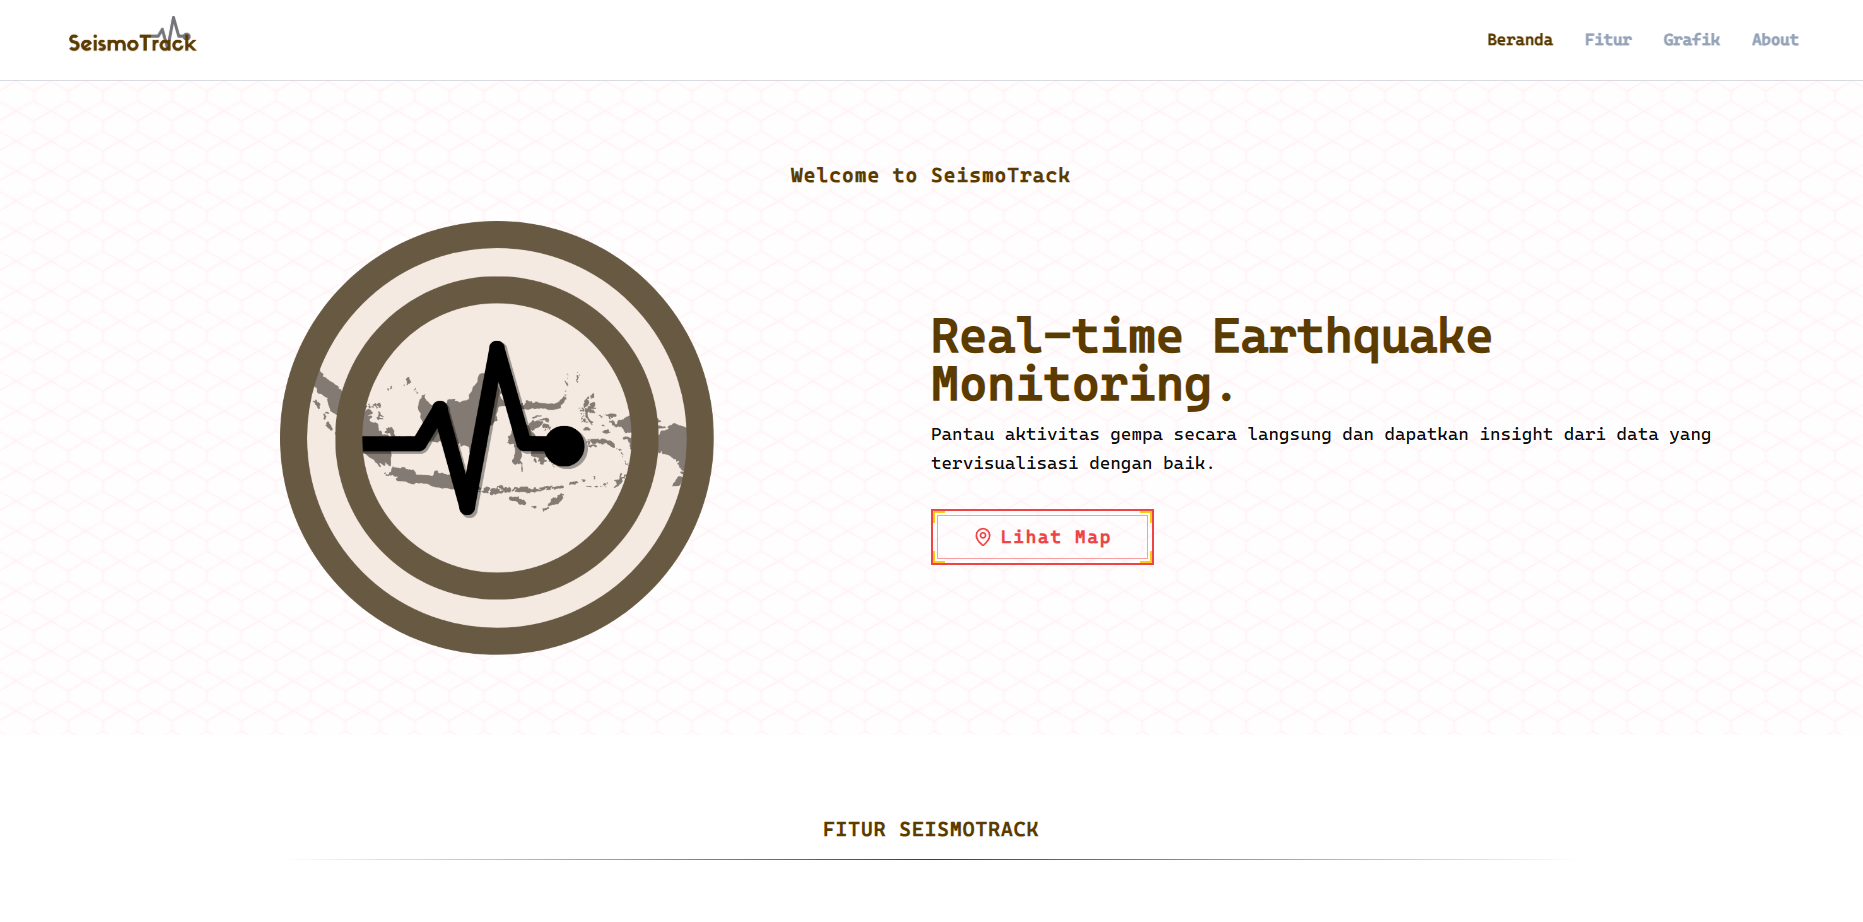 SeismoTrack
Beranda Fitur Grafik About
Welcome to SeismoTrack
Real-time Earthquake
Monitoring.
Pantau aktivitas gempa secara langsung dan dapatkan insight dari data yang
tervisualisasi dengan baik.
Lihat Map
FITUR SEISMOTRACK